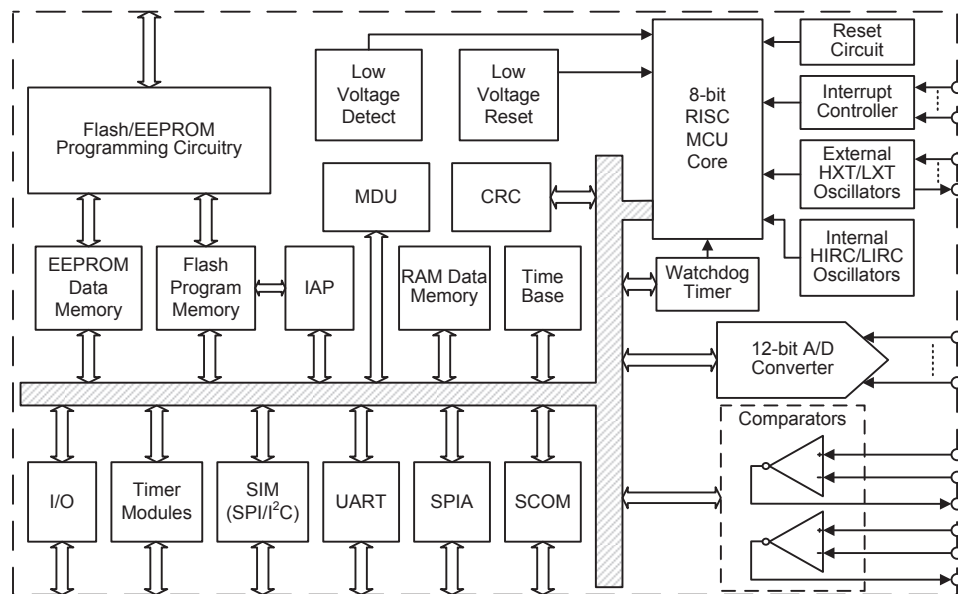 Flash/EEPROM
Programming Circuitry
Low
Voltage
Detect
Low
Voltage
Reset
8-bit
RISC
MCU
Core
Reset
Circuit
Interrupt
Controller
External
HXT/LXT
Oscillators
Internal
HIRC/LIRC
Oscillators
MDU
CRC
EEPROM
Data
Memory
Flash
Program
Memory
IAP
RAM Data
Memory
Time
Base
Watchdog
Timer
12-bit A/D
Converter
Comparators
+
-
+
-
I/O
Timer
Modules
SIM
(SPI/I²C)
UART
SPIA
SCOM